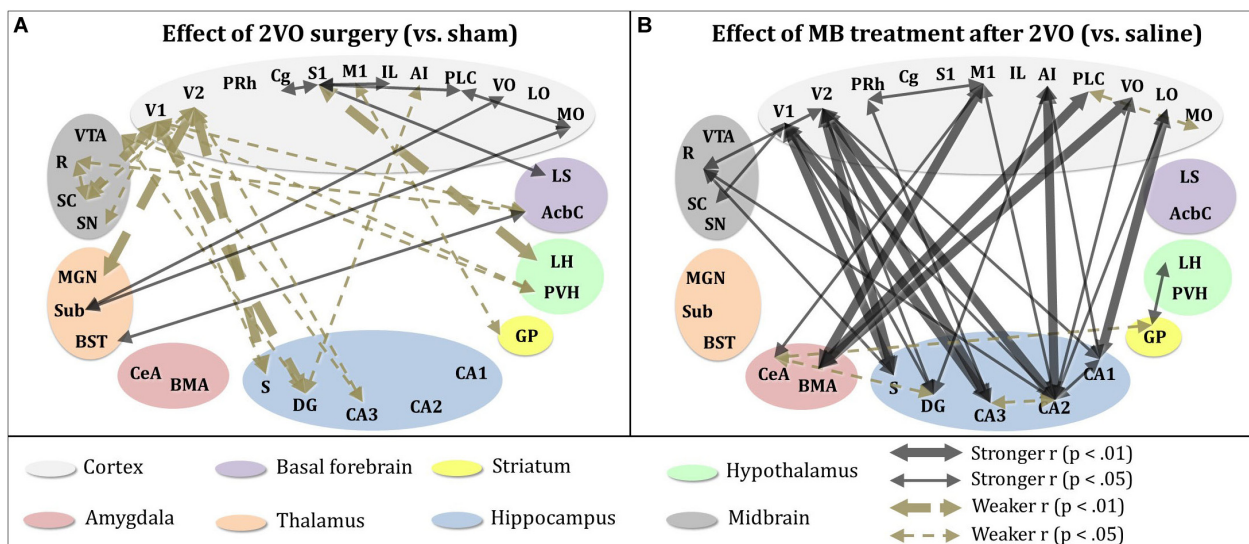 A
Effect of 2VO surgery (vs. sham)
PRh Cg S1 M1 IL AI PLC VO LO MO
V1 V2
VTA
R
SC
SN
LS
AcbC
MGN
Sub
BST
LH
PVH
GP
CeA
BMA
S
DG
CA3
CA2
CA1
B
Effect of MB treatment after 2VO (vs. saline)
V1 V2 PRh Cg S1 M1 IL AI PLC VO LO MO
VTA
R
SC
SN
LS
AcbC
MGN
Sub
BST
LH
PVH
GP
CeA
BMA
S
DG
CA3
CA2
CA1
Cortex
Basal forebrain
Striatum
Hypothalamus
Amygdala
Thalamus
Hippocampus
Midbrain
Stronger r (p < .01)
Stronger r (p < .05)
Weaker r (p < .01)
Weaker r (p < .05)